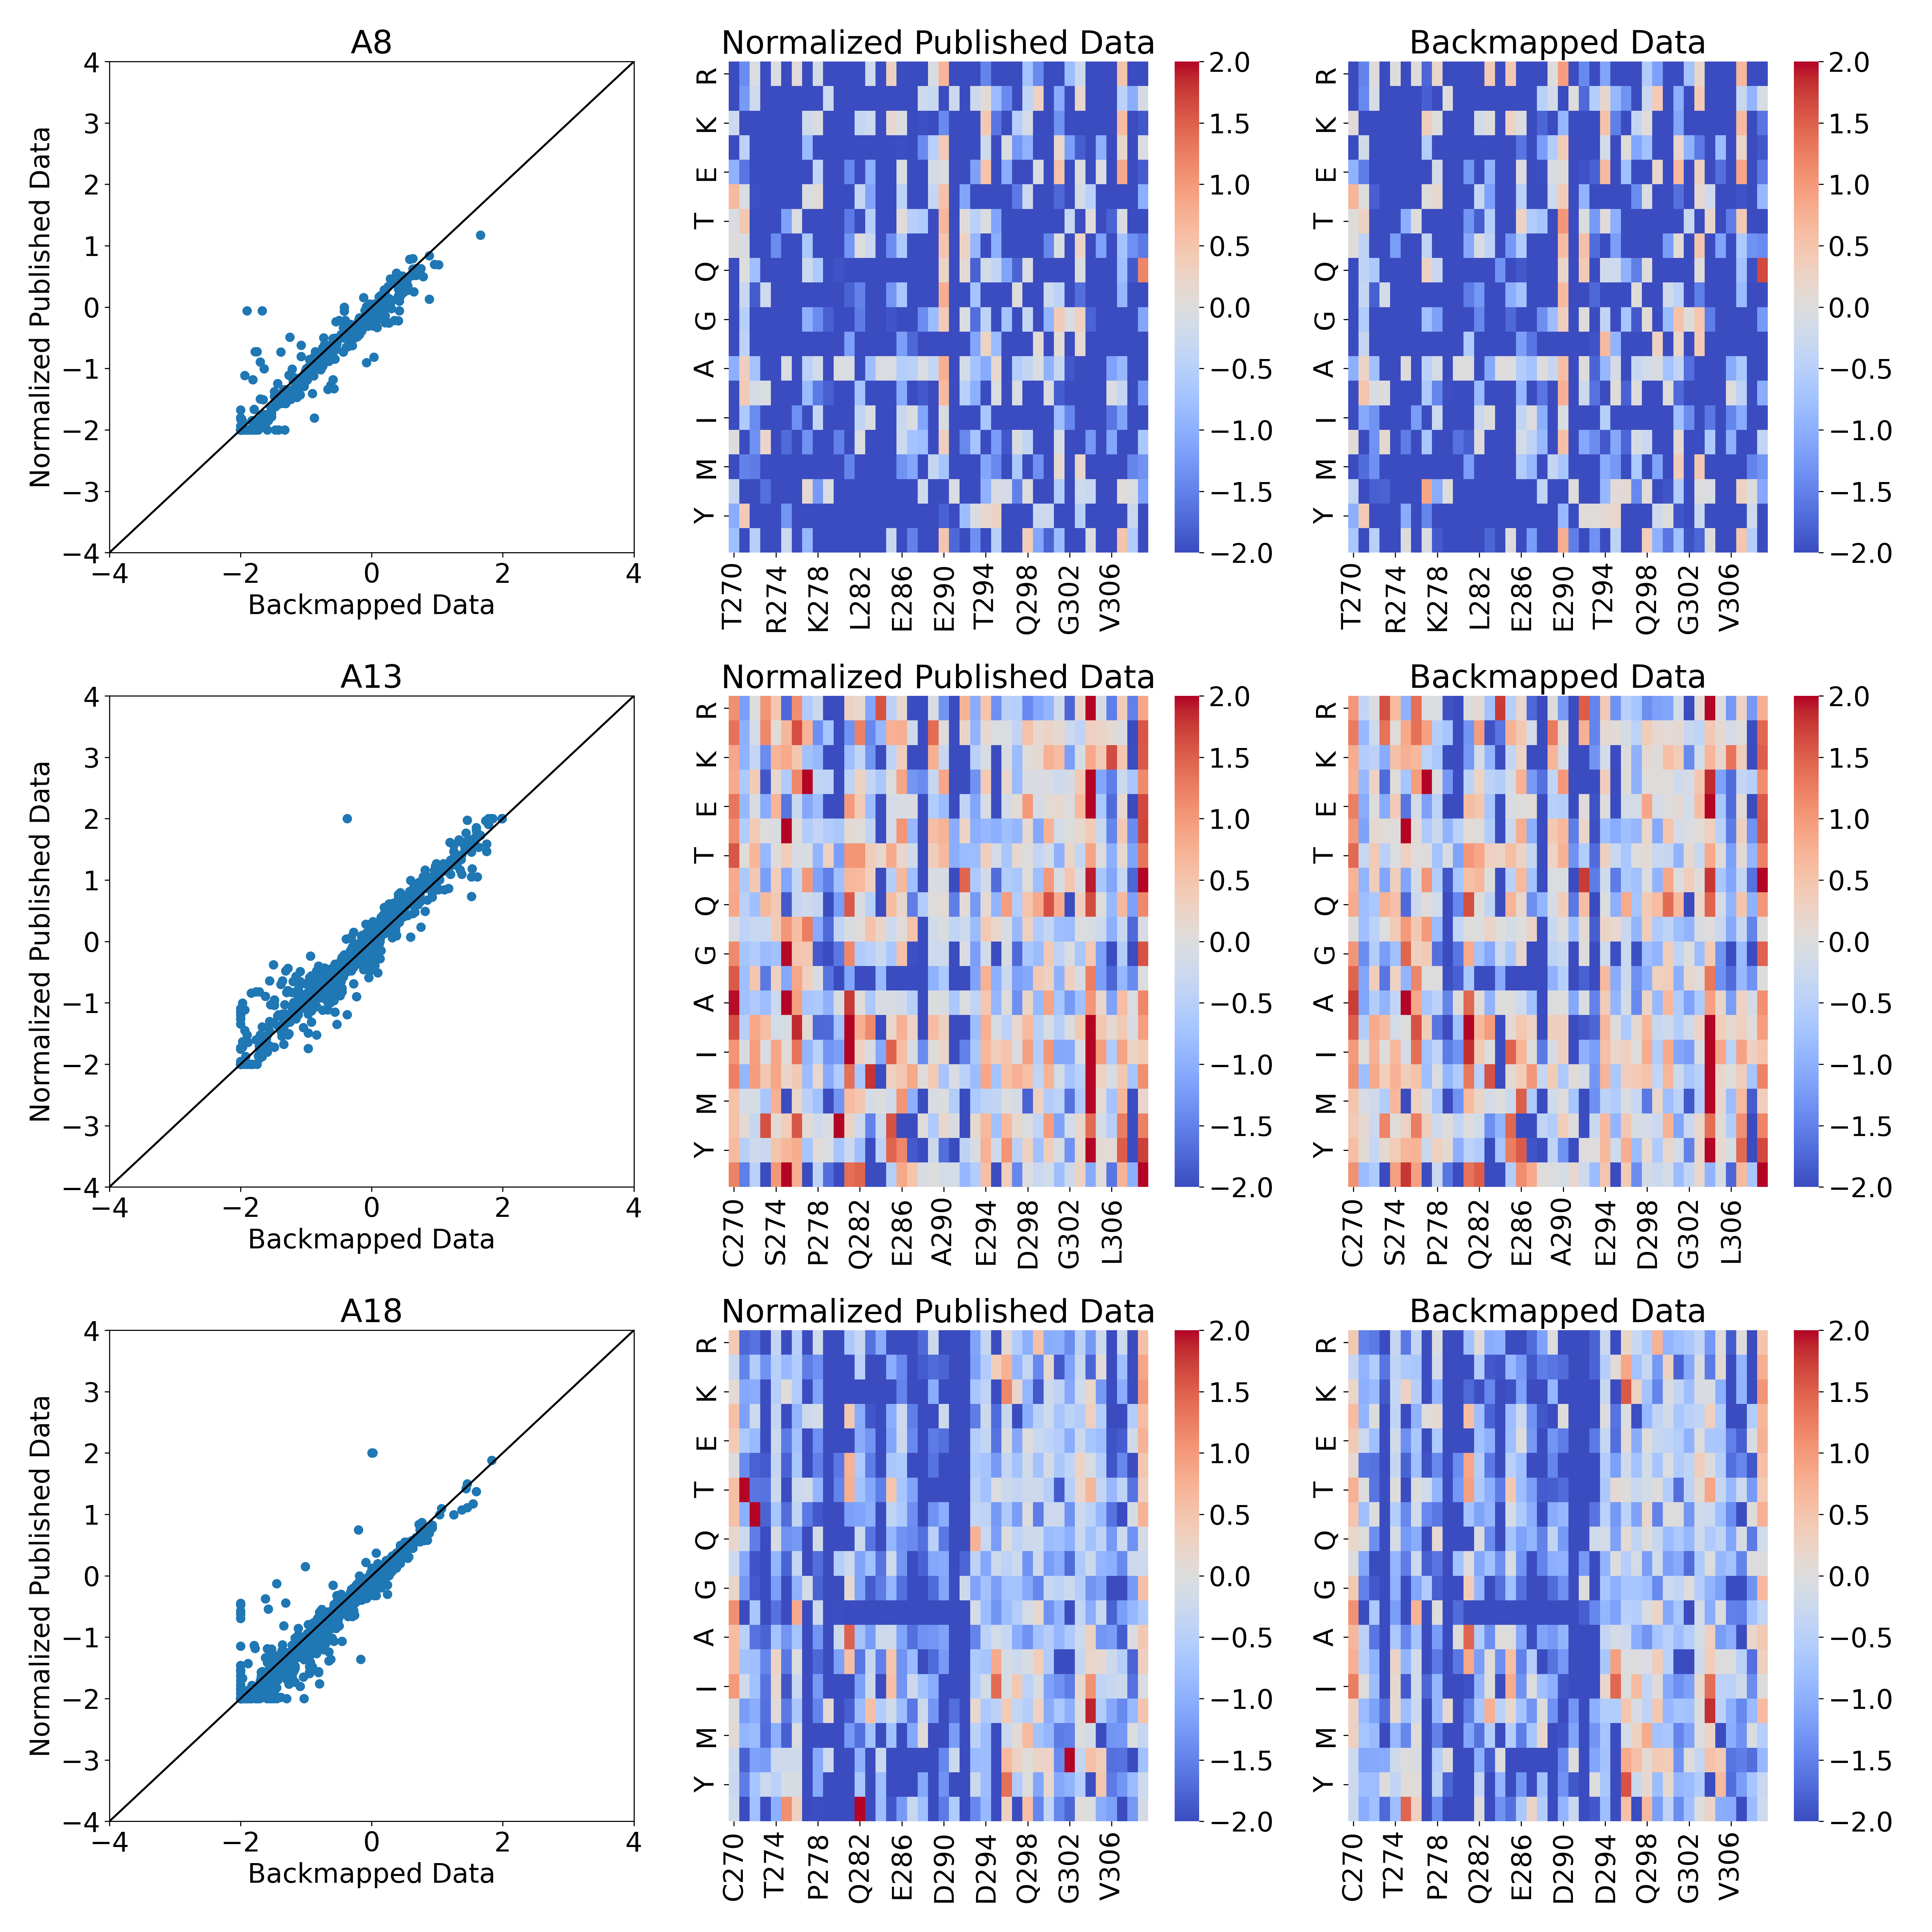 A8
Normalized Published Data
Backmapped Data
4
3
2
1
0
−1
−2
−3
−4
Normalized Published Data
−4 −2 0 2 4
Backmapped Data
R
K
E
T
Q
G
A
I
M
Y
T270 R274 K278 L282 E286 E290 T294 Q298 G302 V306
2.0
1.5
1.0
0.5
0.0
−0.5
−1.0
−1.5
−2.0
R
K
E
T
Q
G
A
I
M
Y
T270 R274 K278 L282 E286 E290 T294 Q298 G302 V306
2.0
1.5
1.0
0.5
0.0
−0.5
−1.0
−1.5
−2.0
A13
Normalized Published Data
Backmapped Data
4
3
2
1
0
−1
−2
−3
−4
Normalized Published Data
−4 −2 0 2 4
Backmapped Data
R
K
E
T
Q
G
A
I
M
Y
C270 S274 P278 Q282 E286 A290 E294 D298 G302 L306
2.0
1.5
1.0
0.5
0.0
−0.5
−1.0
−1.5
−2.0
R
K
E
T
Q
G
A
I
M
Y
C270 S274 P278 Q282 E286 A290 E294 D298 G302 L306
2.0
1.5
1.0
0.5
0.0
−0.5
−1.0
−1.5
−2.0
A18
Normalized Published Data
Backmapped Data
4
3
2
1
0
−1
−2
−3
−4
Normalized Published Data
−4 −2 0 2 4
Backmapped Data
R
K
E
T
Q
G
A
I
M
Y
C270 T274 P278 Q282 E286 D290 D294 Q298 G302 V306
2.0
1.5
1.0
0.5
0.0
−0.5
−1.0
−1.5
−2.0
R
K
E
T
Q
G
A
I
M
Y
C270 T274 P278 Q282 E286 D290 D294 Q298 G302 V306
2.0
1.5
1.0
0.5
0.0
−0.5
−1.0
−1.5
−2.0